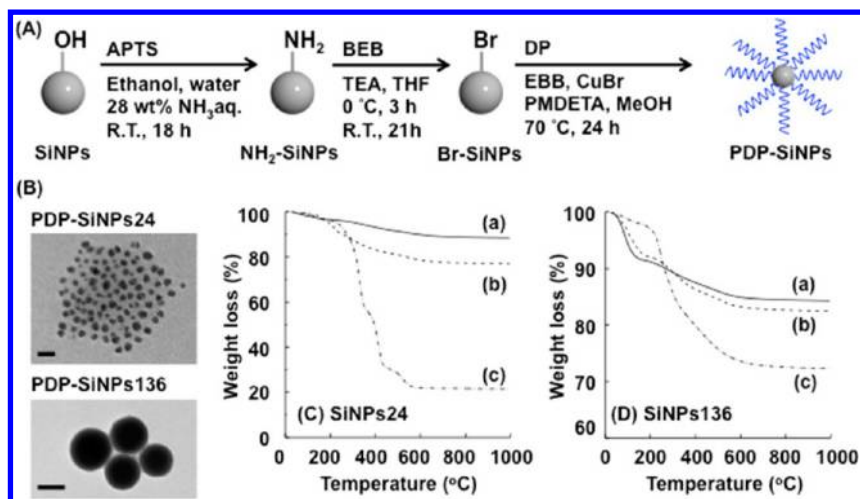 (A)
OH
SiNPs
APTS
Ethanol, water
28 wt% NH3aq.
R.T., 18 h
NH2
NH2-SiNPs
BEB
TEA, THF
0 °C, 3 h
R.T., 21h
Br
Br-SiNPs
DP
EBB, CuBr
PMDETA, MeOH
70 °C, 24 h
PDP-SiNPs
(B)
PDP-SiNPs24
PDP-SiNPs136
Weight loss (%)
100
80
60
40
20
0
(a)
(b)
(c)
(C) SiNPs24
0 200 400 600 800 1000
Temperature (°C)
Weight loss (%)
100
90
80
70
60
(a)
(b)
(c)
(D) SiNPs136
0 200 400 600 800 1000
Temperature (°C)